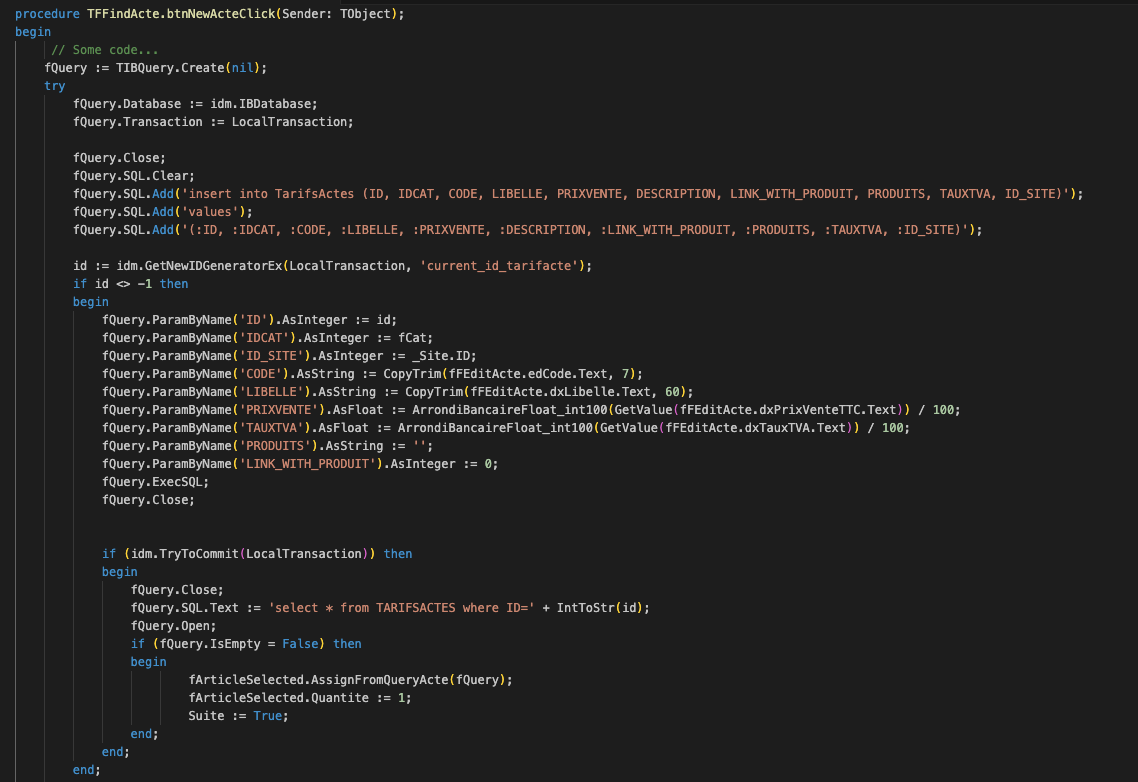 procedure TFFindActe.btnNewActeClick(Sender: TObject);
begin
// Some code...
fQuery := TIBQuery.Create(nil);
try
fQuery.Database := idm.IBDatabase;
fQuery.Transaction := LocalTransaction;
fQuery.Close;
fQuery.SQL.Clear;
fQuery.SQL.Add('insert into TarifsActes (ID, IDCAT, CODE, LIBELLE, PRIXVENTE, DESCRIPTION, LINK_WITH_PRODUIT, PRODUITS, TAUXTVA, ID_SITE)');
fQuery.SQL.Add('values');
fQuery.SQL.Add('(:ID, :IDCAT, :CODE, :LIBELLE, :PRIXVENTE, :DESCRIPTION, :LINK_WITH_PRODUIT, :PRODUITS, :TAUXTVA, :ID_SITE)');
id := idm.GetNewIDGeneratorEx(LocalTransaction, 'current_id_tarifacte');
if id <> -1 then
begin
fQuery.ParamByName('ID').AsInteger := id;
fQuery.ParamByName('IDCAT').AsInteger := fCat;
fQuery.ParamByName('ID_SITE').AsInteger := _Site.ID;
fQuery.ParamByName('CODE').AsString := CopyTrim(fFEditActe.edCode.Text, 7);
fQuery.ParamByName('LIBELLE').AsString := CopyTrim(fFEditActe.dxLibelle.Text, 60);
fQuery.ParamByName('PRIXVENTE').AsFloat := ArrondiBancaireFloat_int100(GetValue(fFEditActe.dxPrixVenteTTC.Text)) / 100;
fQuery.ParamByName('TAUXTVA').AsFloat := ArrondiBancaireFloat_int100(GetValue(fFEditActe.dxTauxTVA.Text)) / 100;
fQuery.ParamByName('PRODUITS').AsString := '';
fQuery.ParamByName('LINK_WITH_PRODUIT').AsInteger := 0;
fQuery.ExecSQL;
fQuery.Close;
if (idm.TryToCommit(LocalTransaction)) then
begin
fQuery.Close;
fQuery.SQL.Text := 'select * from TARIFSACTES where ID=' + IntToStr(id);
fQuery.Open;
if (fQuery.IsEmpty = False) then
begin
fArticleSelected.AssignFromQueryActe(fQuery);
fArticleSelected.Quantite := 1;
Suite := True;
end;
end;
end;